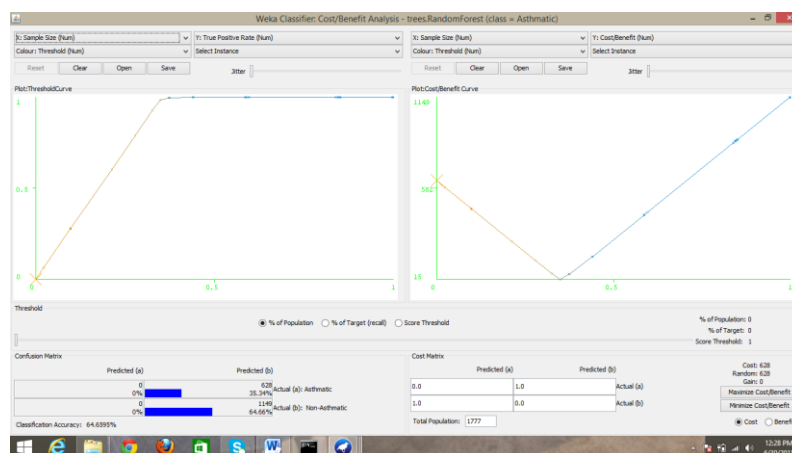 Weka Classifier: Cost/Benefit Analysis - trees.RandomForest (class = Asthmatic)
X: Sample Size (Num)
Y: True Positive Rate (Num)
X: Sample Size (Num)
Y: Cost/Benefit (Num)
Colour: Threshold (Num)
Select Instance
Colour: Threshold (Num)
Select Instance
Reset Clear Open Save Jitter
Reset Clear Open Save Jitter
Plot:ThresholdCurve
Plot:Cost/Benefit Curve
1
0.5
0
0 0.5 1
1149
582
15
0 0.5 1
Threshold
% of Population % of Target (recall) Score Threshold
% of Population: 0
% of Target: 0
Score Threshold: 1
Confusion Matrix
Predicted (a) Predicted (b)
0 628
0% 35.34% Actual (a): Asthmatic
0 1149
0% 64.66% Actual (b): Non-Asthmatic
Classification Accuracy: 64.6595%
Cost Matrix
Predicted (a) Predicted (b)
0.0 1.0 Actual (a)
1.0 0.0 Actual (b)
Total Population: 1777
Cost: 628
Random: 628
Gain: 0
Maximize Cost/Benefit
Minimize Cost/Benefit
Cost Benefi
12:28 PM